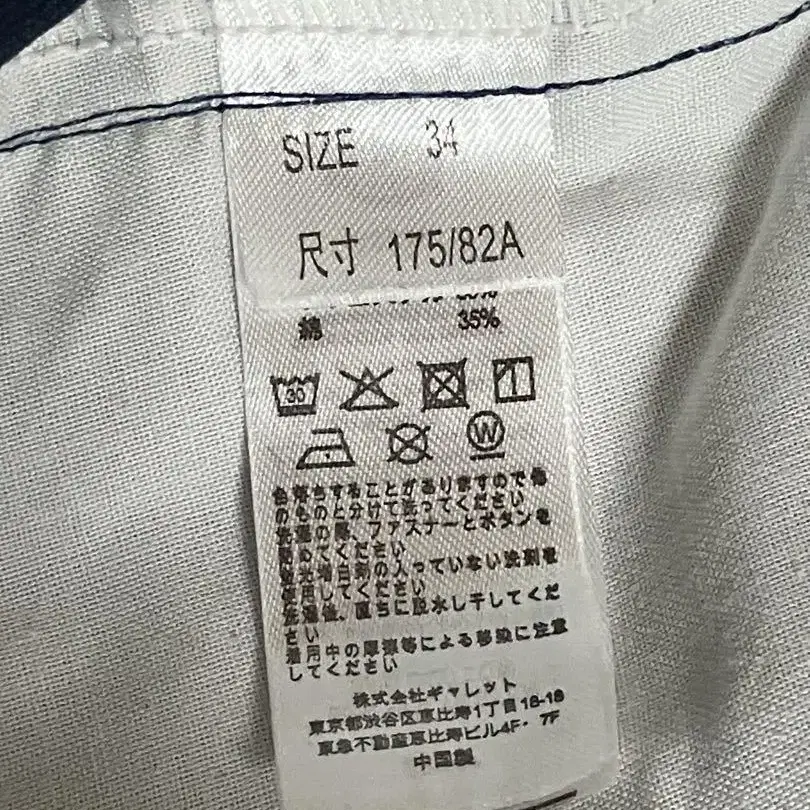 SIZE 34
尺寸 175/82A
綿 35%
30
W
色落ちすることがありますので他
のものと分けて洗ってください
洗濯の際、ファスナーとボタンを
閉めてください
蛍光増白剤の入っていない洗剤を
使用してください
洗濯後、直ちに脱水し干してくだ
さい
着用中の摩擦等による移染に注意
してください
株式会社ギャレット
東京都渋谷区恵比寿1丁目18-18
東急不動産恵比寿ビル4F・7F
中国製